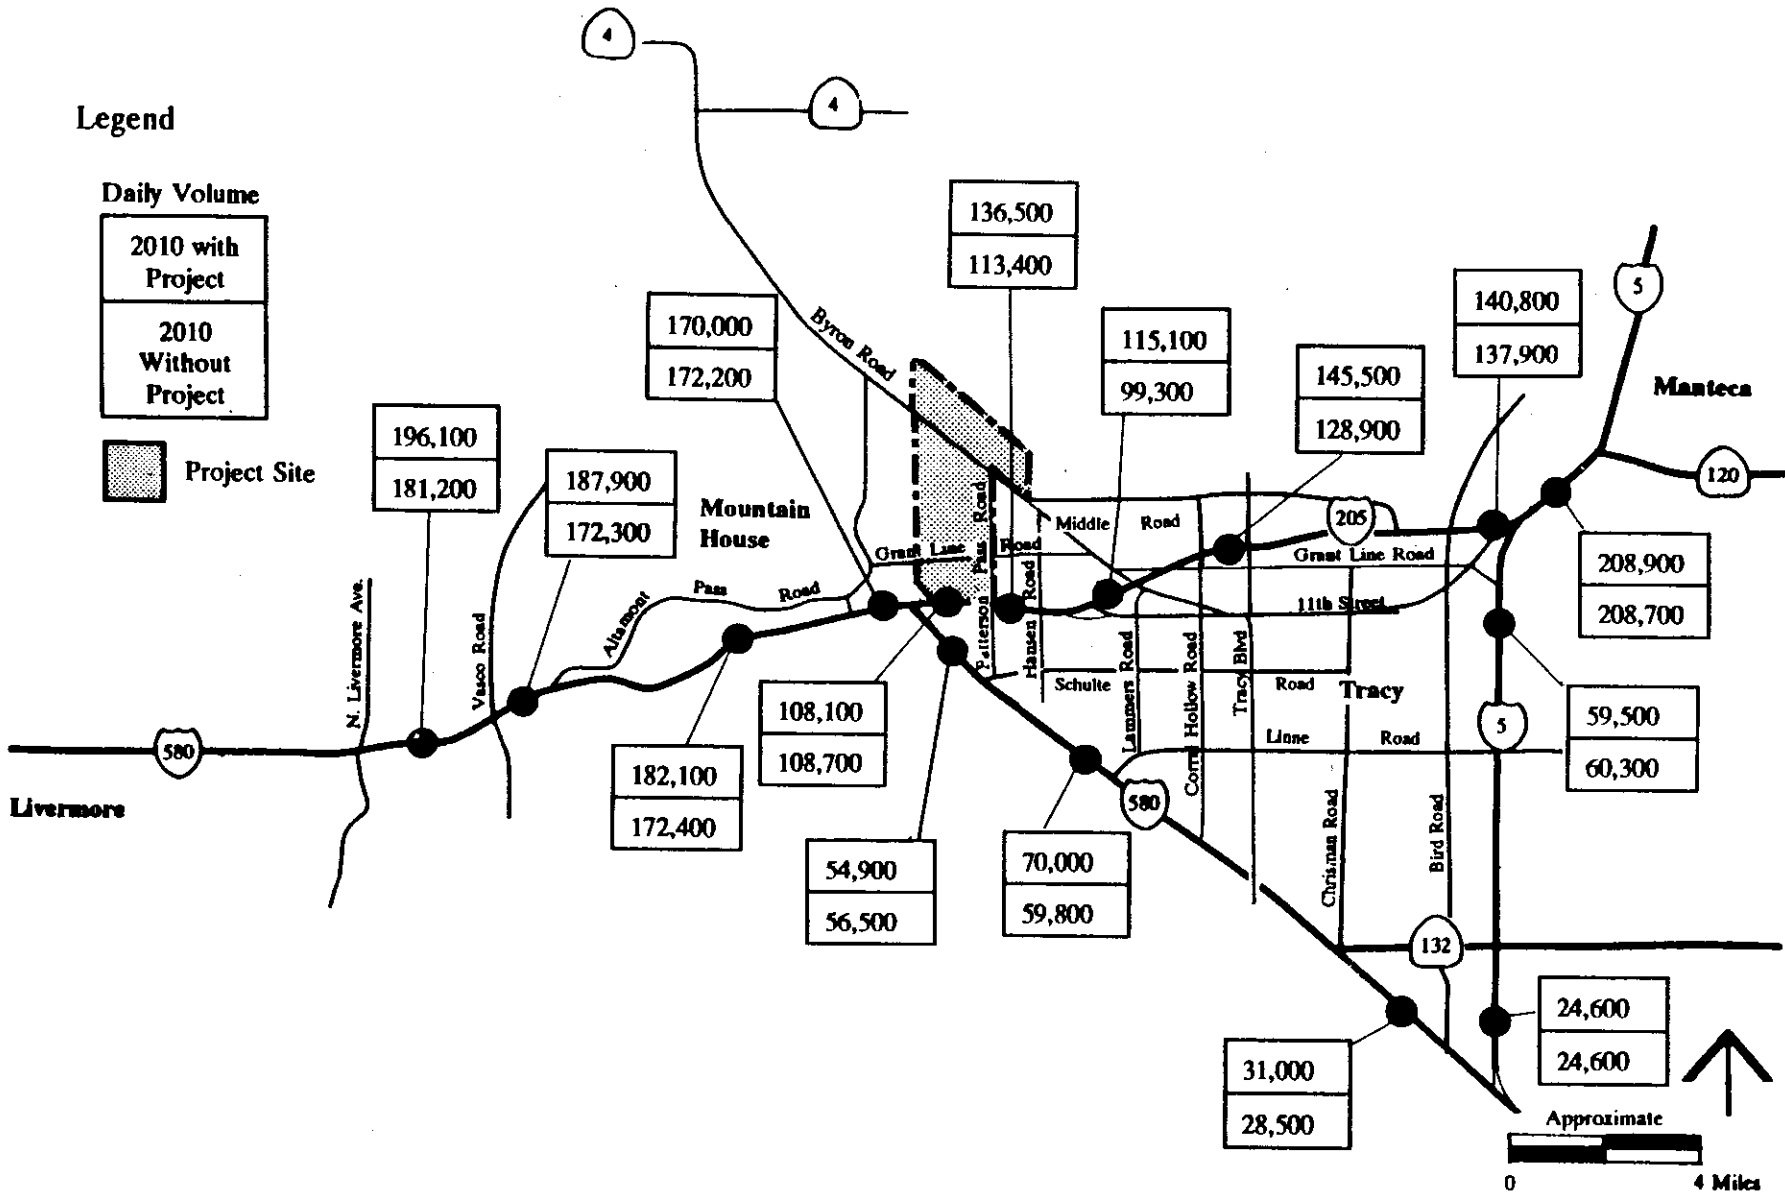 4
4
Legend
Daily Volume
2010 with
Project
2010
Without
Project
Project Site
136,500
113,400
170,000
172,200
Byron Road
115,100
99,300
140,800
137,900
5
145,500
128,900
Manteca
196,100
181,200
187,900
172,300
Mountain
House
120
205
Middle Road
Grant Line Road
Grant Line Road
Patterson Pass Road
Hansen Road
11th Street
208,900
208,700
Altamont Pass Road
N. Livermore Ave.
Vasco Road
Lammers Road
Corral Hollow Road
Tracy Blvd
Schulte Road
Tracy
108,100
108,700
59,500
60,300
5
580
Linne Road
Livermore
182,100
172,400
580
Chrisman Road
Bird Road
54,900
56,500
70,000
59,800
132
24,600
24,600
31,000
28,500
Approximate
0 4 Miles